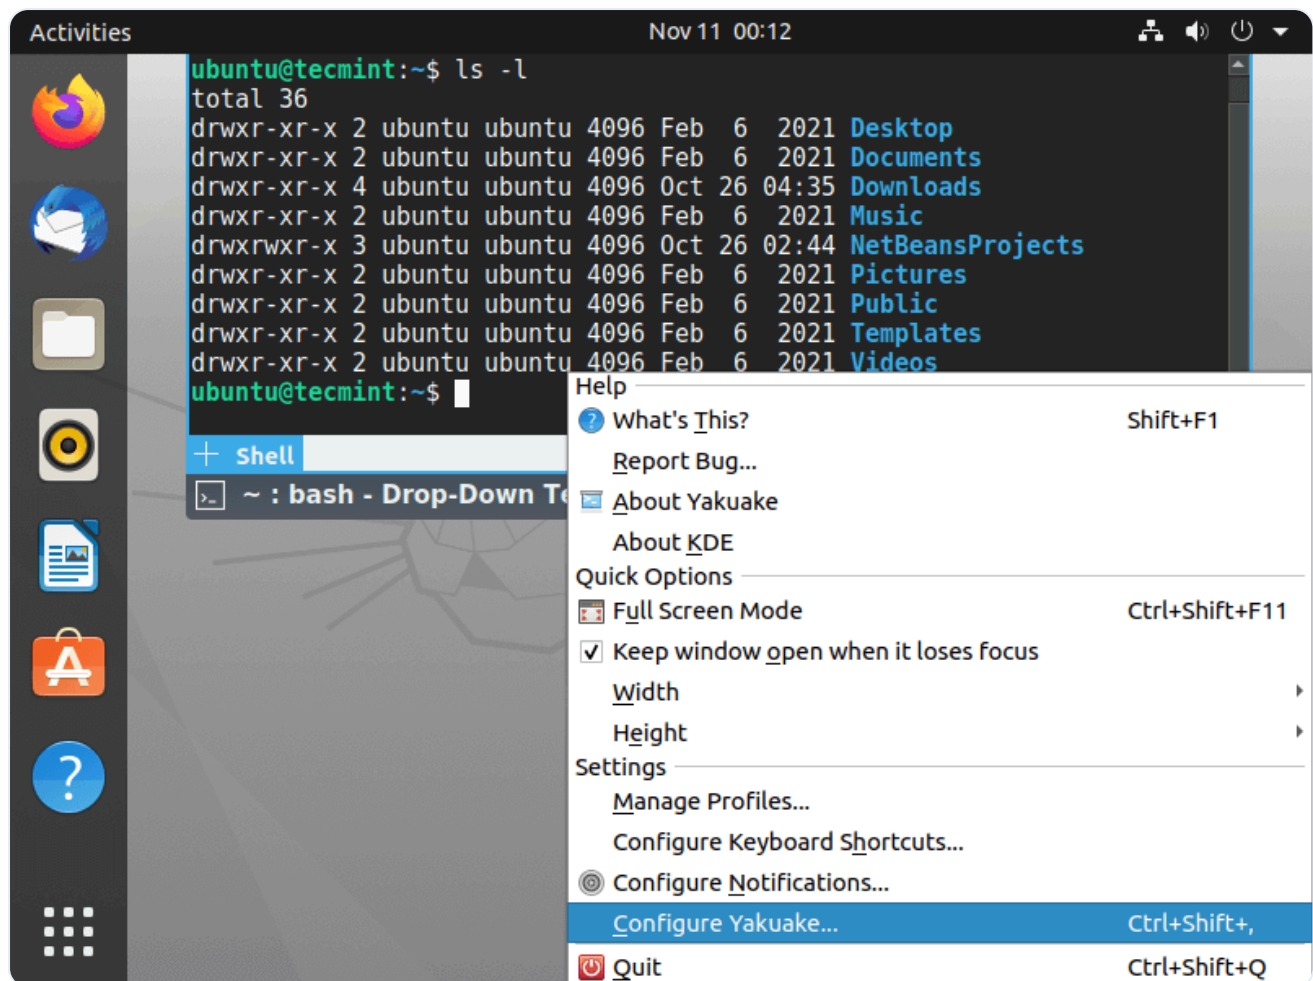 Activities
Nov 11  00:12
ubuntu@tecmint:~$ ls -l
total 36
drwxr-xr-x 2 ubuntu ubuntu 4096 Feb  6  2021 Desktop
drwxr-xr-x 2 ubuntu ubuntu 4096 Feb  6  2021 Documents
drwxr-xr-x 4 ubuntu ubuntu 4096 Oct 26 04:35 Downloads
drwxr-xr-x 2 ubuntu ubuntu 4096 Feb  6  2021 Music
drwxrwxr-x 3 ubuntu ubuntu 4096 Oct 26 02:44 NetBeansProjects
drwxr-xr-x 2 ubuntu ubuntu 4096 Feb  6  2021 Pictures
drwxr-xr-x 2 ubuntu ubuntu 4096 Feb  6  2021 Public
drwxr-xr-x 2 ubuntu ubuntu 4096 Feb  6  2021 Templates
drwxr-xr-x 2 ubuntu ubuntu 4096 Feb  6  2021 Videos
ubuntu@tecmint:~$
Shell
~ : bash - Drop-Down
Help
What's This? Shift+F1
Report Bug...
About Yakuake
About KDE
Quick Options
Full Screen Mode Ctrl+Shift+F11
Keep window open when it loses focus
Width
Height
Settings
Manage Profiles...
Configure Keyboard Shortcuts...
Configure Notifications...
Configure Yakuake... Ctrl+Shift+,
Quit Ctrl+Shift+Q